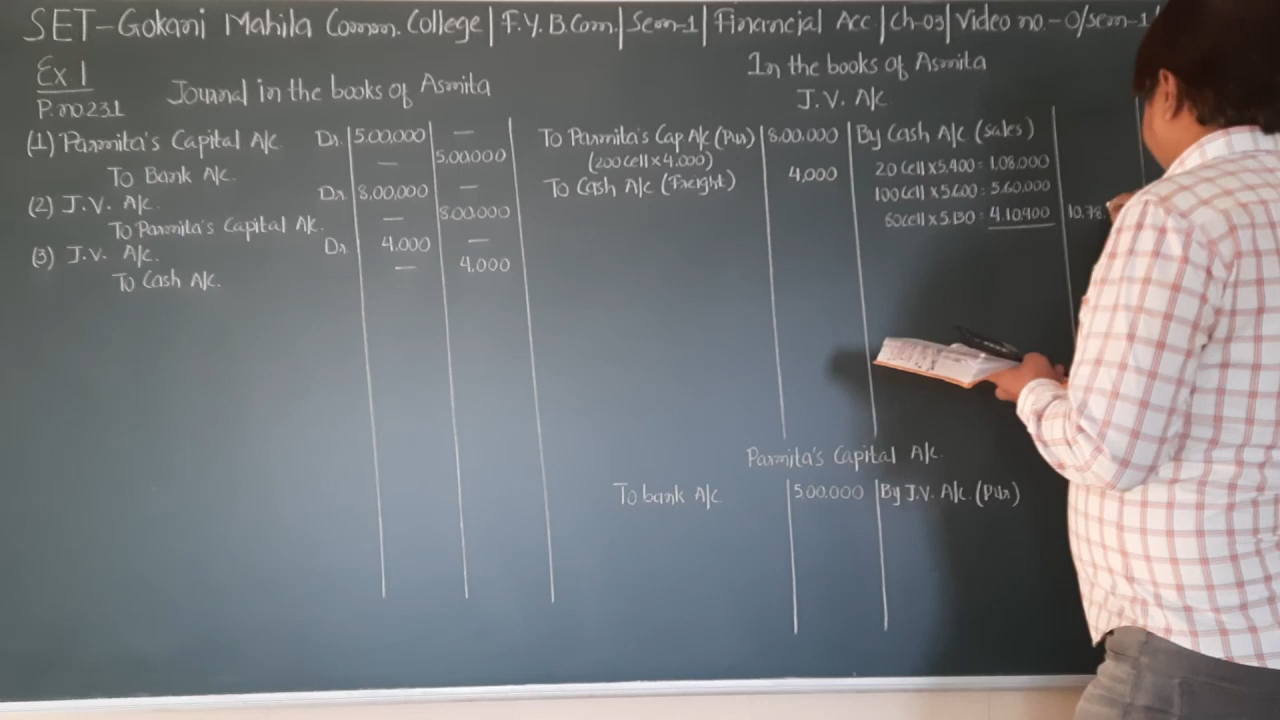 SET-Gokani Mahila Comm. College | F.Y.B.Com. | Sem-1 | Financial Acc | Ch-03 | Video no.-0/sem-1/
Ex 1
P.no 231
Journal in the books of Asmita
(1) Parmita's Capital A/c. Dr. 5,00,000 —
To Bank A/c. — 5,00,000
(2) J.V. A/c. Dr. 8,00,000 —
To Parmita's Capital A/c. — 8,00,000
(3) J.V. A/c. Dr. 4,000 —
To Cash A/c. — 4,000
In the books of Asmita
J.V. A/c
To Parmita's Cap A/c (Pur) 8,00,000 By Cash A/c (sales)
(200 cell x 4,000) 20 cell x 5,400 = 1,08,000
To Cash A/c (Freight) 4,000 100 cell x 5,600 = 5,60,000
80 cell x 5,130 = 4,10,400 10,78,
Parmita's Capital A/c.
To bank A/c. 5,00,000 By J.V. A/c. (Pur)